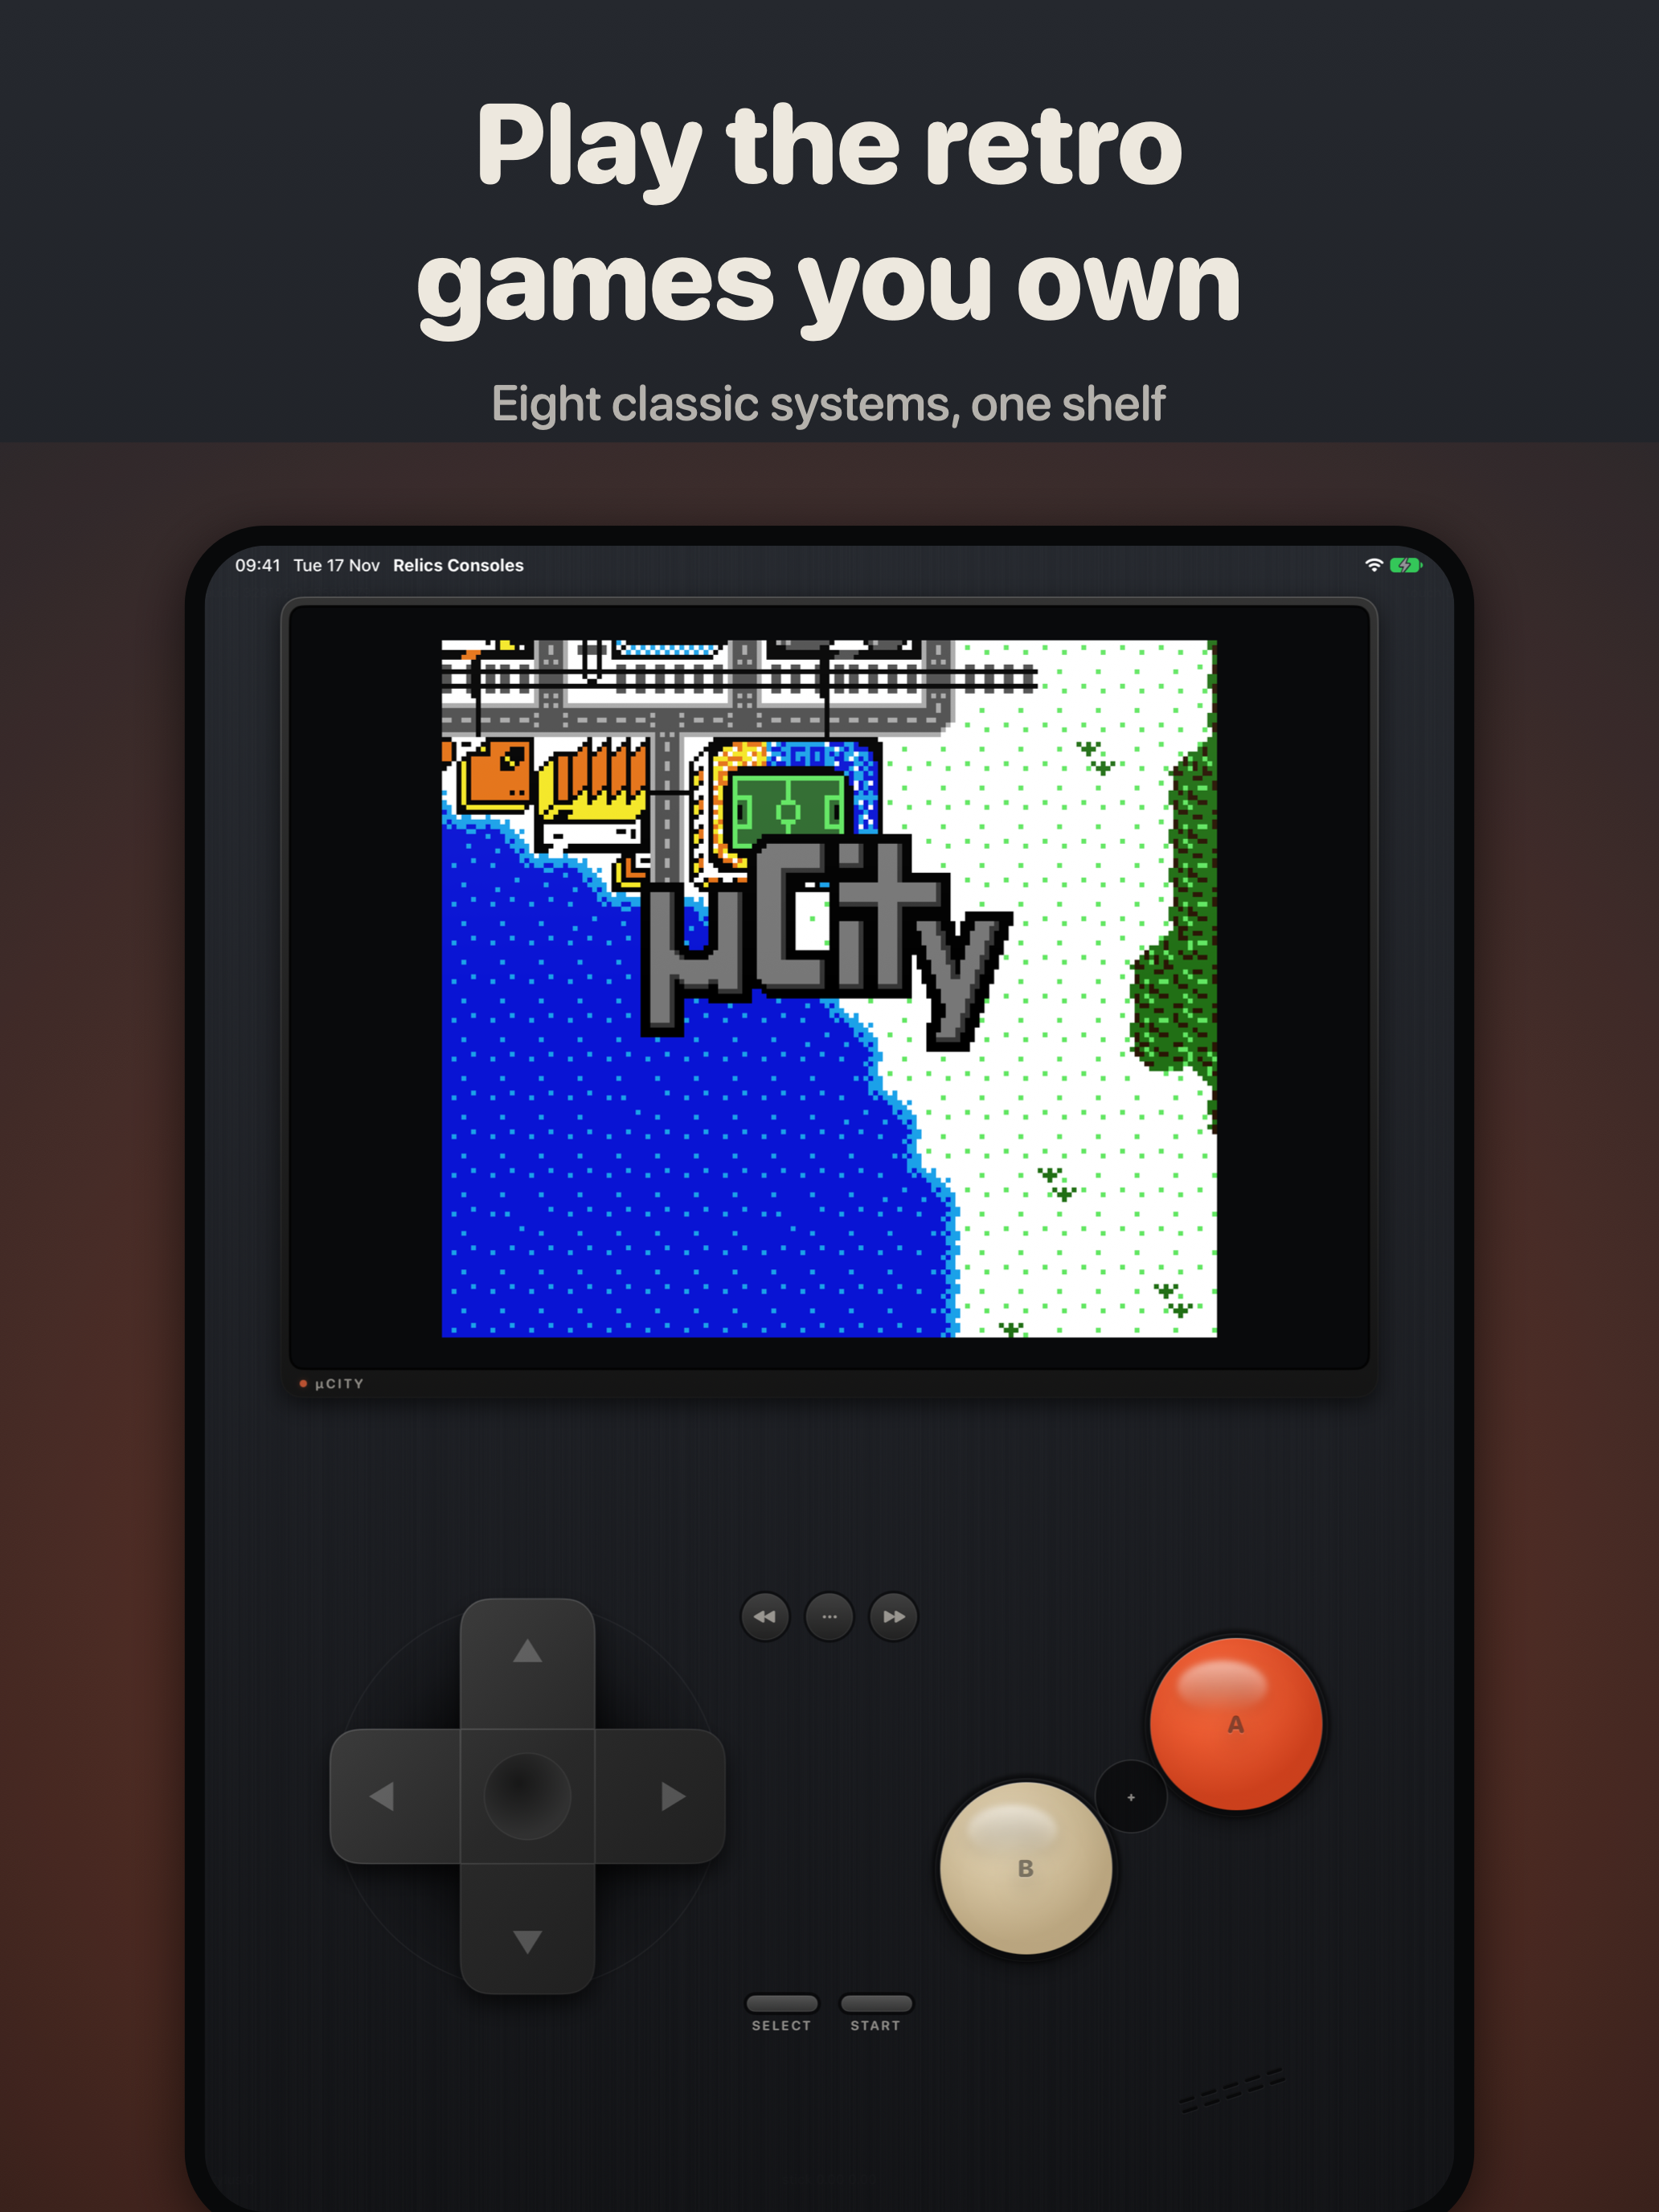 Play the retro
games you own
Eight classic systems, one shelf
09:41 Tue 17 Nov Relics Consoles
µCity
µCITY
A
B
SELECT START